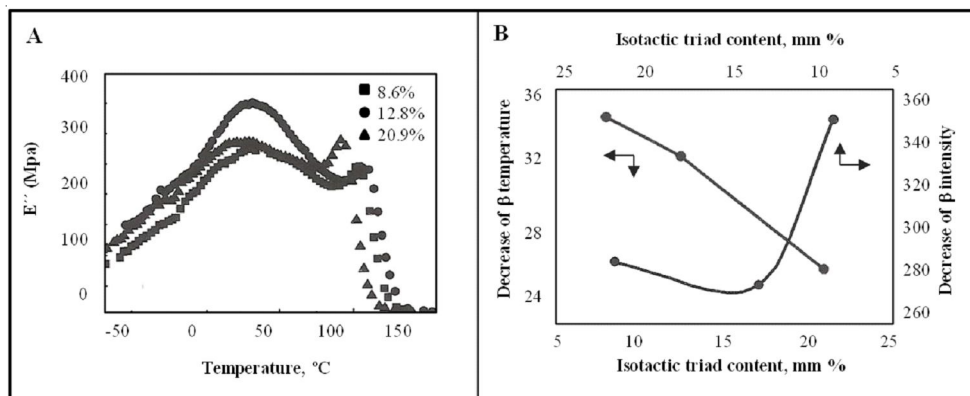 A
400
300
200
100
0
E´´ (Mpa)
8.6%
12.8%
20.9%
-50 0 50 100 150
Temperature, ºC
B
Isotactic triad content, mm %
25 20 15 10 5
36
32
28
24
Decrease of β temperature
360
340
320
300
280
260
Decrease of β intensity
5 10 15 20 25
Isotactic triad content, mm %